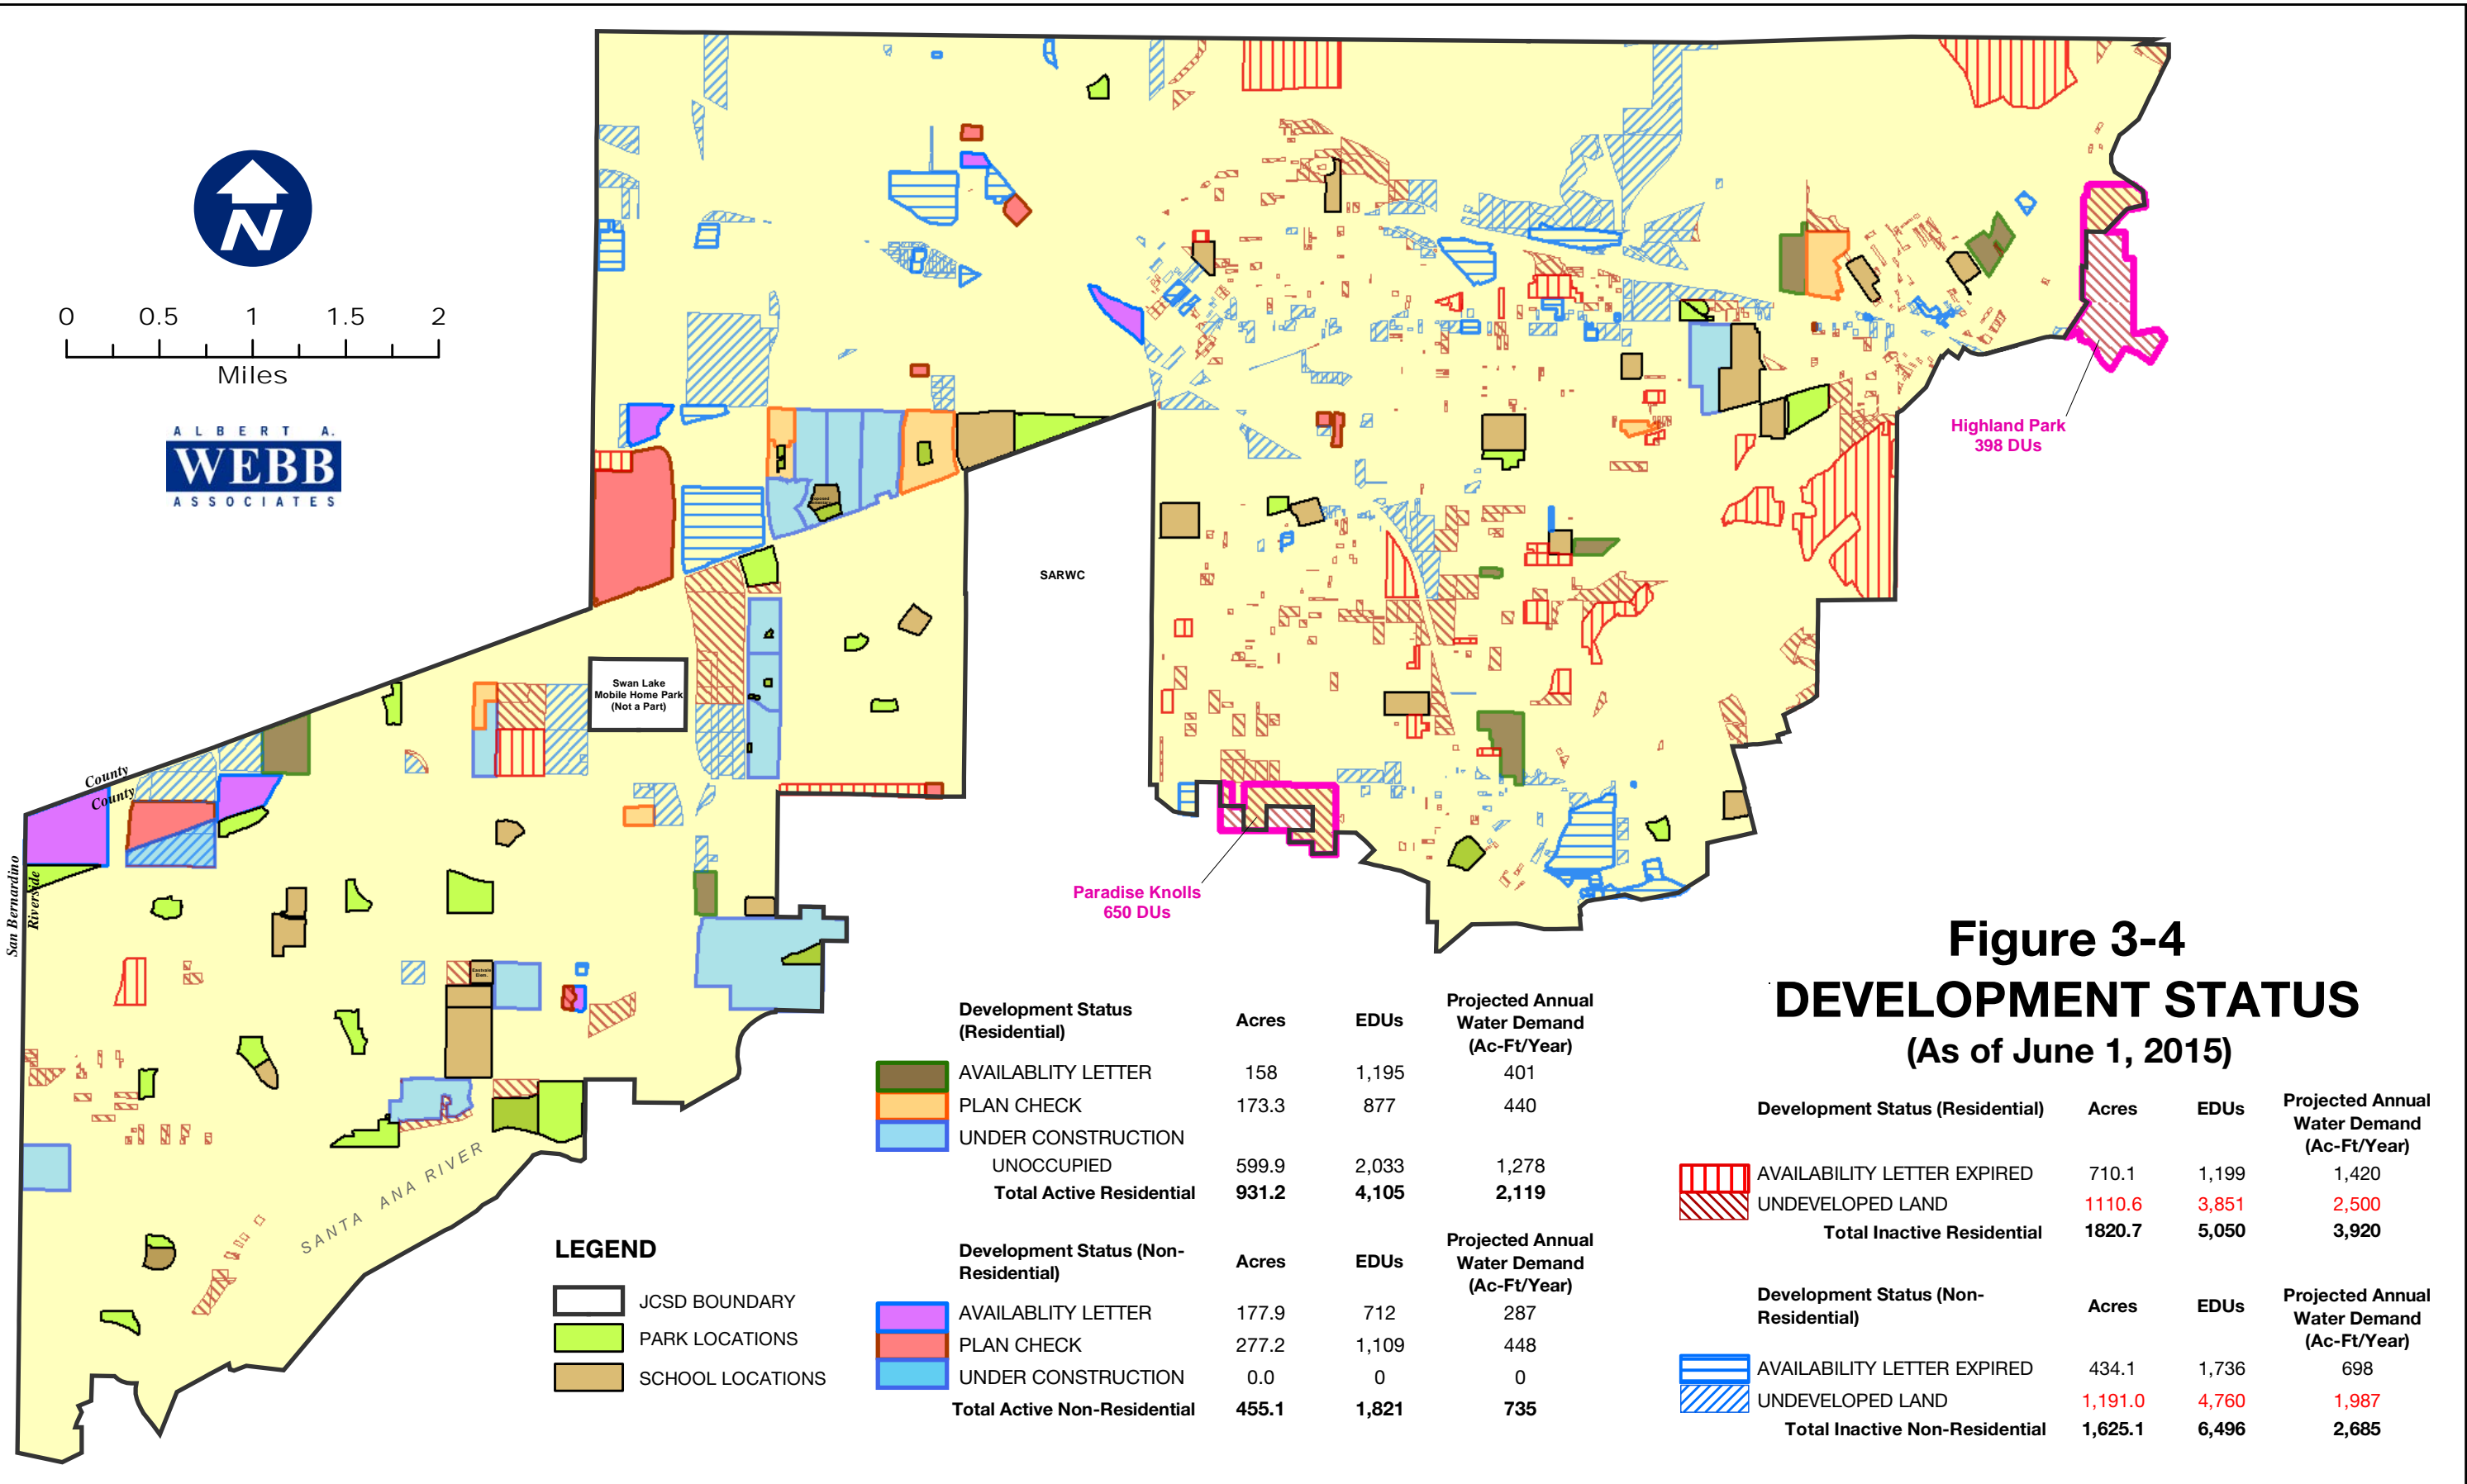 0 0.5 1 1.5 2
Miles
ALBERT A.
WEBB
ASSOCIATES
N
SARWC
Swan Lake
Mobile Home Park
(Not a Part)
Highland Park
398 DUs
Paradise Knolls
650 DUs
County
County
San Bernardino
Riverside
SANTA ANA RIVER
Figure 3-4
DEVELOPMENT STATUS
(As of June 1, 2015)
LEGEND
JCSD BOUNDARY
PARK LOCATIONS
SCHOOL LOCATIONS
Development Status
(Residential) Acres EDUs Projected Annual
Water Demand
(Ac-Ft/Year)
AVAILABLITY LETTER 158 1,195 401
PLAN CHECK 173.3 877 440
UNDER CONSTRUCTION
UNOCCUPIED 599.9 2,033 1,278
Total Active Residential 931.2 4,105 2,119
Development Status (Non-
Residential) Acres EDUs Projected Annual
Water Demand
(Ac-Ft/Year)
AVAILABLITY LETTER 177.9 712 287
PLAN CHECK 277.2 1,109 448
UNDER CONSTRUCTION 0.0 0 0
Total Active Non-Residential 455.1 1,821 735
Development Status (Residential) Acres EDUs Projected Annual
Water Demand
(Ac-Ft/Year)
AVAILABILITY LETTER EXPIRED 710.1 1,199 1,420
UNDEVELOPED LAND 1110.6 3,851 2,500
Total Inactive Residential 1820.7 5,050 3,920
Development Status (Non-
Residential) Acres EDUs Projected Annual
Water Demand
(Ac-Ft/Year)
AVAILABILITY LETTER EXPIRED 434.1 1,736 698
UNDEVELOPED LAND 1,191.0 4,760 1,987
Total Inactive Non-Residential 1,625.1 6,496 2,685